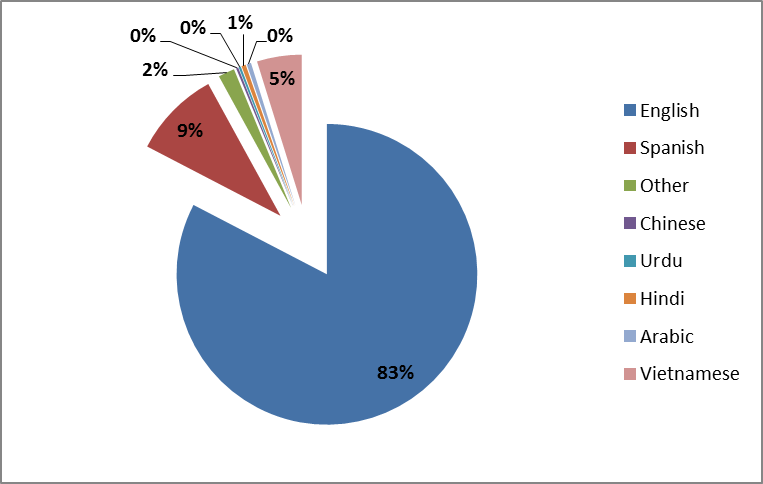 1%
0%
0%
0%
2%
5%
9%
83%
English
Spanish
Other
Chinese
Urdu
Hindi
Arabic
Vietnamese